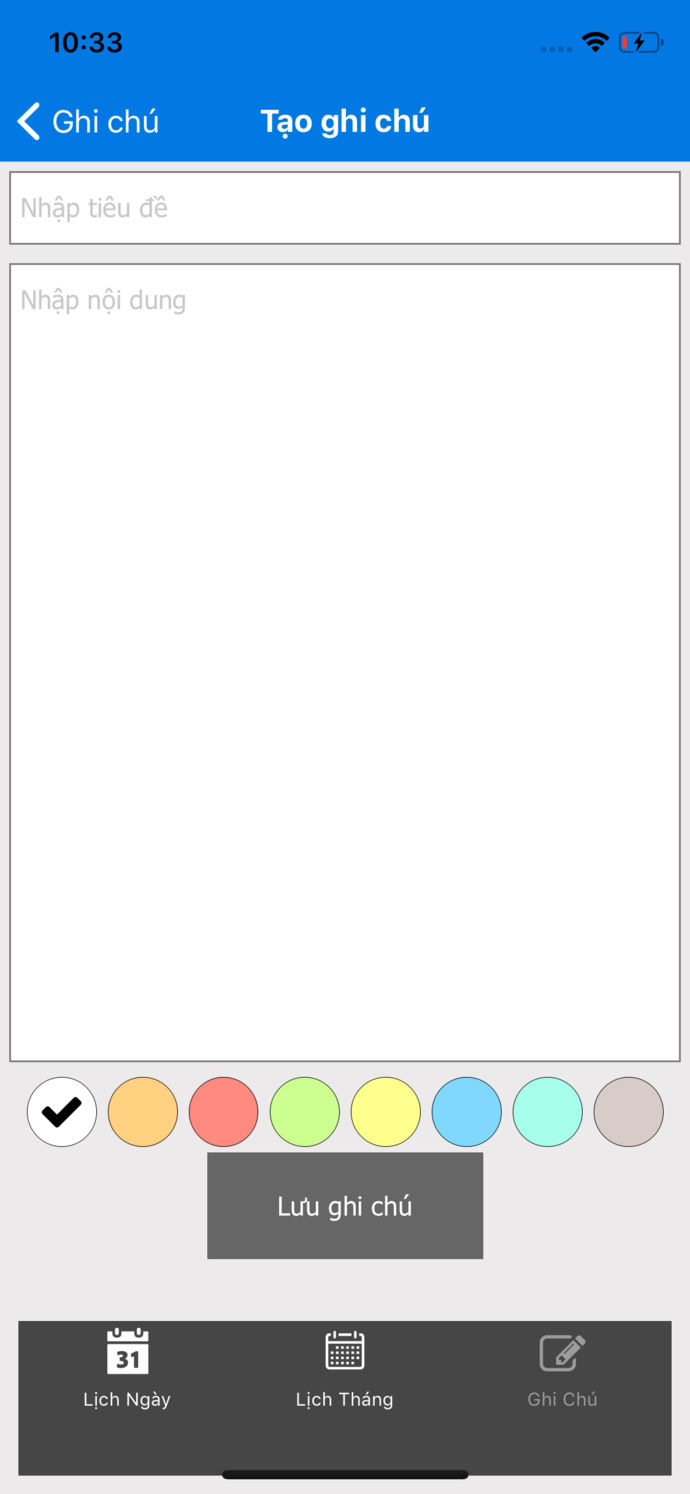 10:33
Ghi chú
Tạo ghi chú
Nhập tiêu đề
Nhập nội dung
Lưu ghi chú
31
Lịch Ngày
Lịch Tháng
Ghi Chú